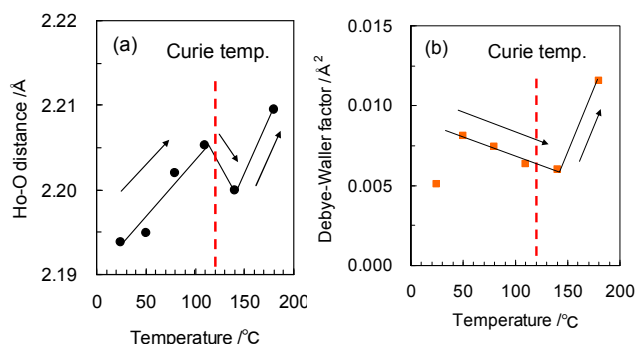 (a)
Curie temp.
Ho-O distance /Å
2.22
2.21
2.20
2.19
0
50
100
150
200
Temperature /℃
(b)
Curie temp.
Debye-Waller factor / Å²
0.015
0.010
0.005
0.000
0
50
100
150
200
Temperature /℃